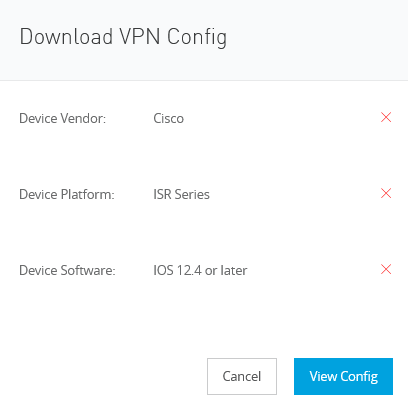 Download VPN Config
Device Vendor: Cisco
Device Platform: ISR Series
Device Software: IOS 12.4 or later
Cancel View Config